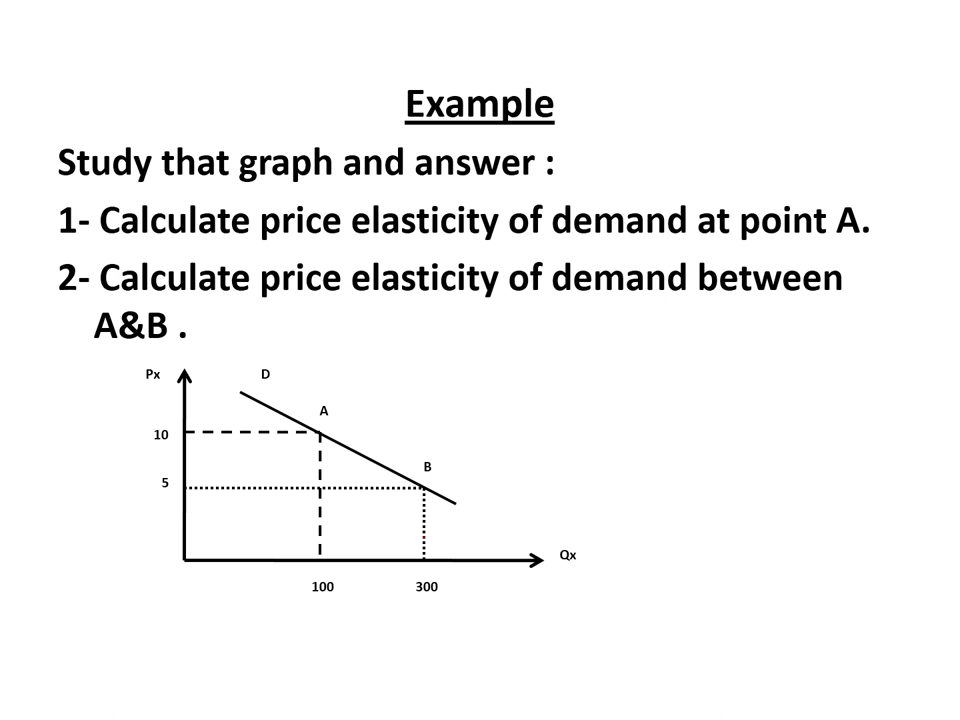 Example
Study that graph and answer :
1- Calculate price elasticity of demand at point A.
2- Calculate price elasticity of demand between
A&B .
Px
D
A
10
B
5
Qx
100
300